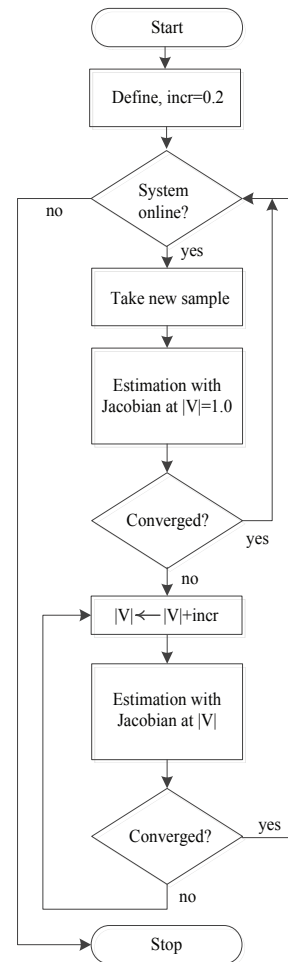 Start
Define, incr=0.2
System
online?
no
yes
Take new sample
Estimation with
Jacobian at |V|=1.0
Converged?
yes
no
|V|←|V|+incr
Estimation with
Jacobian at |V|
Converged?
yes
no
Stop